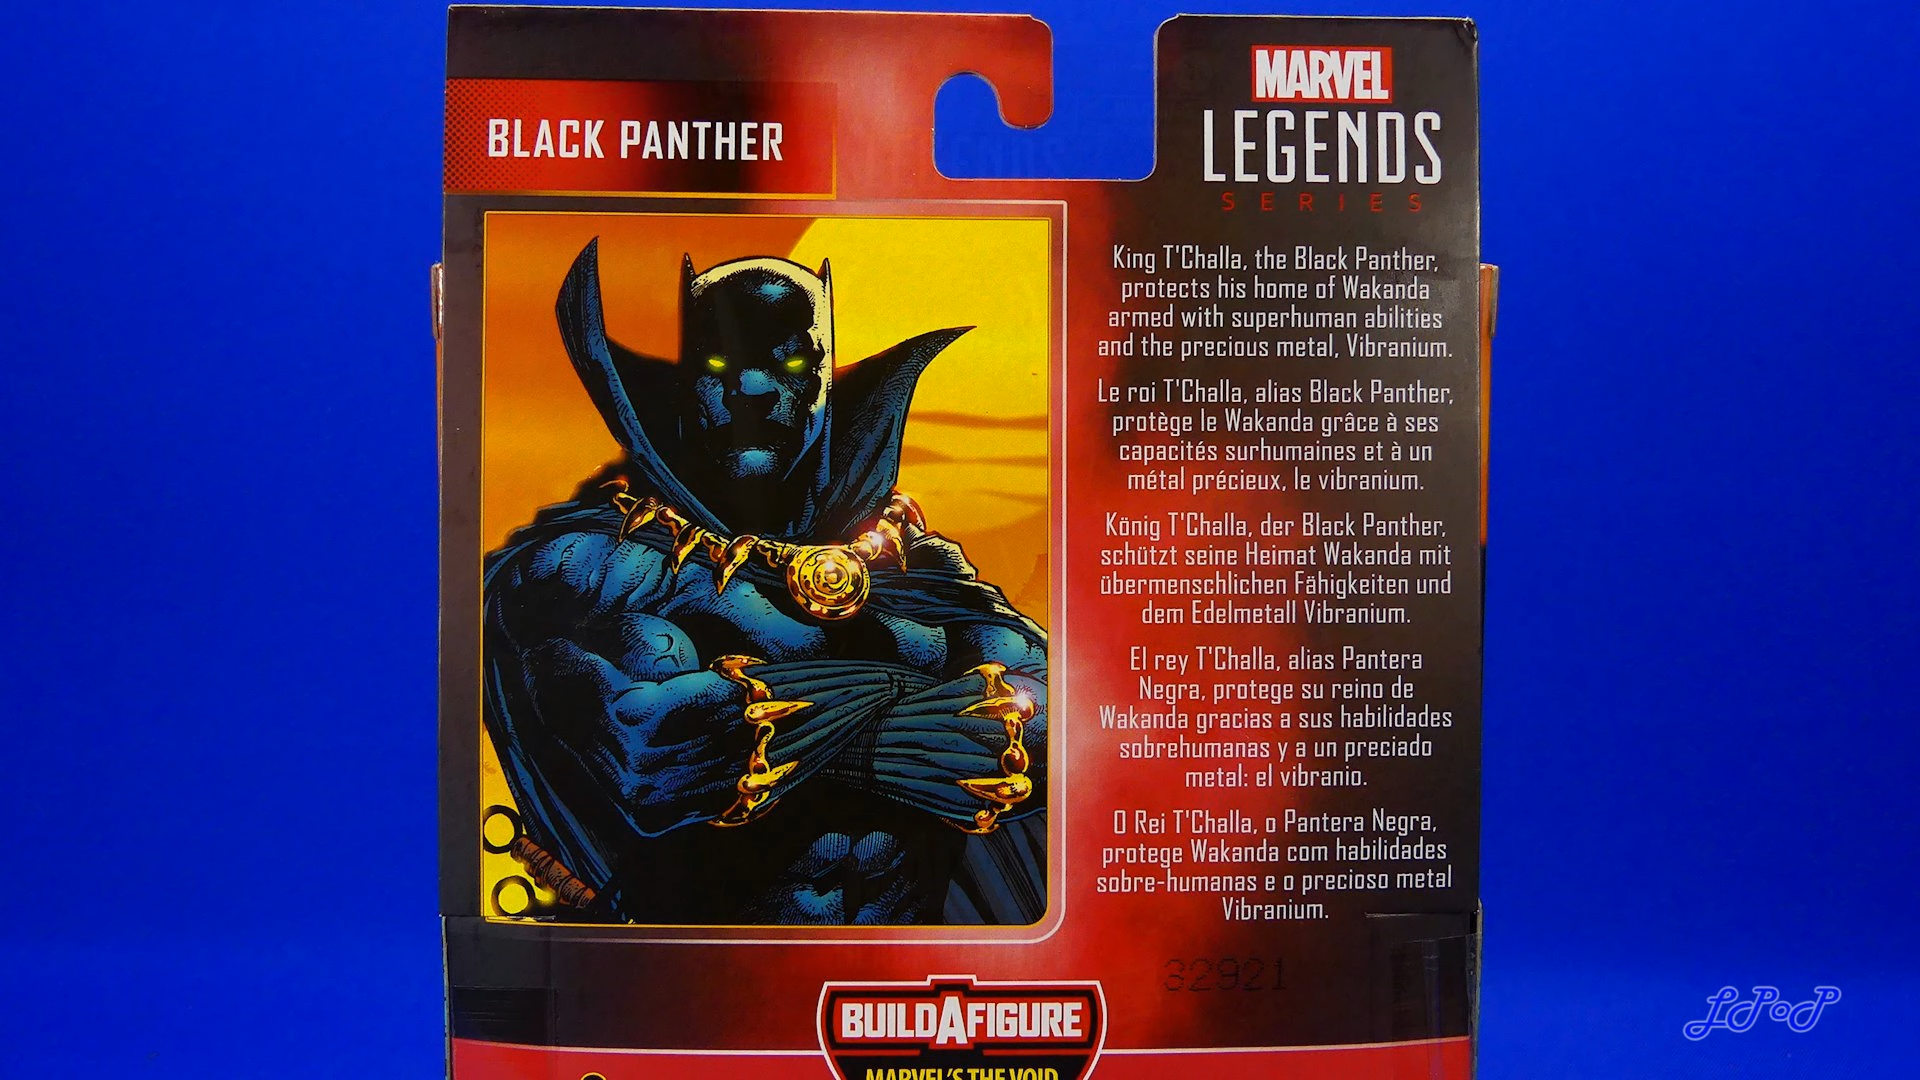 BLACK PANTHER
MARVEL
LEGENDS
SERIES
King T'Challa, the Black Panther,
protects his home of Wakanda
armed with superhuman abilities
and the precious metal, Vibranium.
Le roi T'Challa, alias Black Panther,
protège le Wakanda grâce à ses
capacités surhumaines et à un
métal précieux, le vibranium.
König T'Challa, der Black Panther,
schützt seine Heimat Wakanda mit
übermenschlichen Fähigkeiten und
dem Edelmetall Vibranium.
El rey T'Challa, alias Pantera
Negra, protege su reino de
Wakanda gracias a sus habilidades
sobrehumanas y a un preciado
metal: el vibranio.
O Rei T'Challa, o Pantera Negra,
protege Wakanda com habilidades
sobre-humanas e o precioso metal
Vibranium.
32921
BUILDAFIGURE
MARVEL'S THE VOID
LPoP